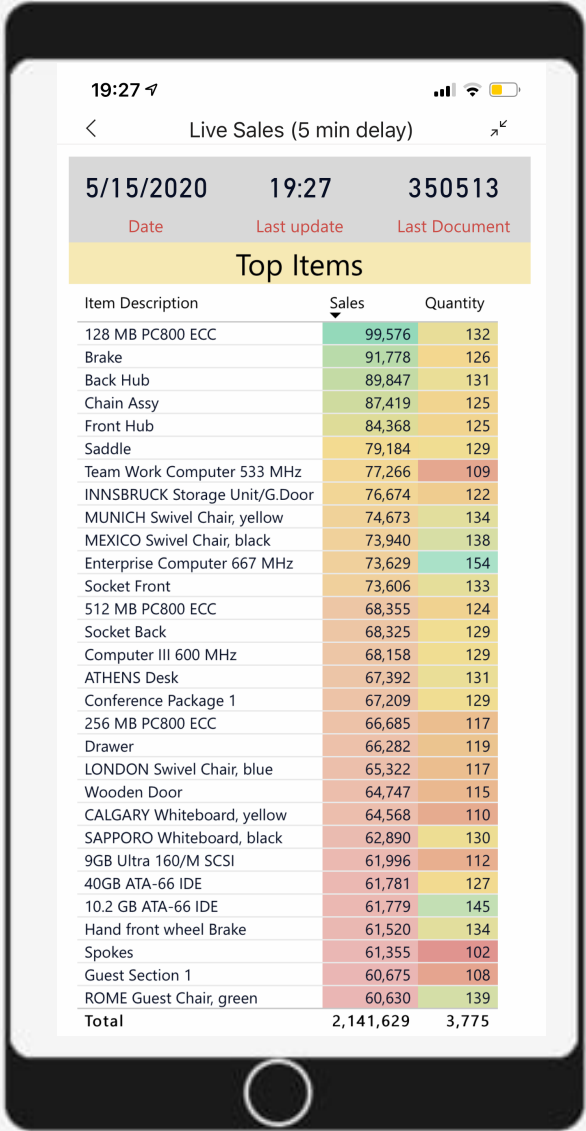 19:27
Live Sales (5 min delay)
5/15/2020 19:27 350513
Date Last update Last Document
Top Items
Item Description Sales Quantity
128 MB PC800 ECC 99,576 132
Brake 91,778 126
Back Hub 89,847 131
Chain Assy 87,419 125
Front Hub 84,368 125
Saddle 79,184 129
Team Work Computer 533 MHz 77,266 109
INNSBRUCK Storage Unit/G.Door 76,674 122
MUNICH Swivel Chair, yellow 74,673 134
MEXICO Swivel Chair, black 73,940 138
Enterprise Computer 667 MHz 73,629 154
Socket Front 73,606 133
512 MB PC800 ECC 68,355 124
Socket Back 68,325 129
Computer III 600 MHz 68,158 129
ATHENS Desk 67,392 131
Conference Package 1 67,209 129
256 MB PC800 ECC 66,685 117
Drawer 66,282 119
LONDON Swivel Chair, blue 65,322 117
Wooden Door 64,747 115
CALGARY Whiteboard, yellow 64,568 110
SAPPORO Whiteboard, black 62,890 130
9GB Ultra 160/M SCSI 61,996 112
40GB ATA-66 IDE 61,781 127
10.2 GB ATA-66 IDE 61,779 145
Hand front wheel Brake 61,520 134
Spokes 61,355 102
Guest Section 1 60,675 108
ROME Guest Chair, green 60,630 139
Total 2,141,629 3,775